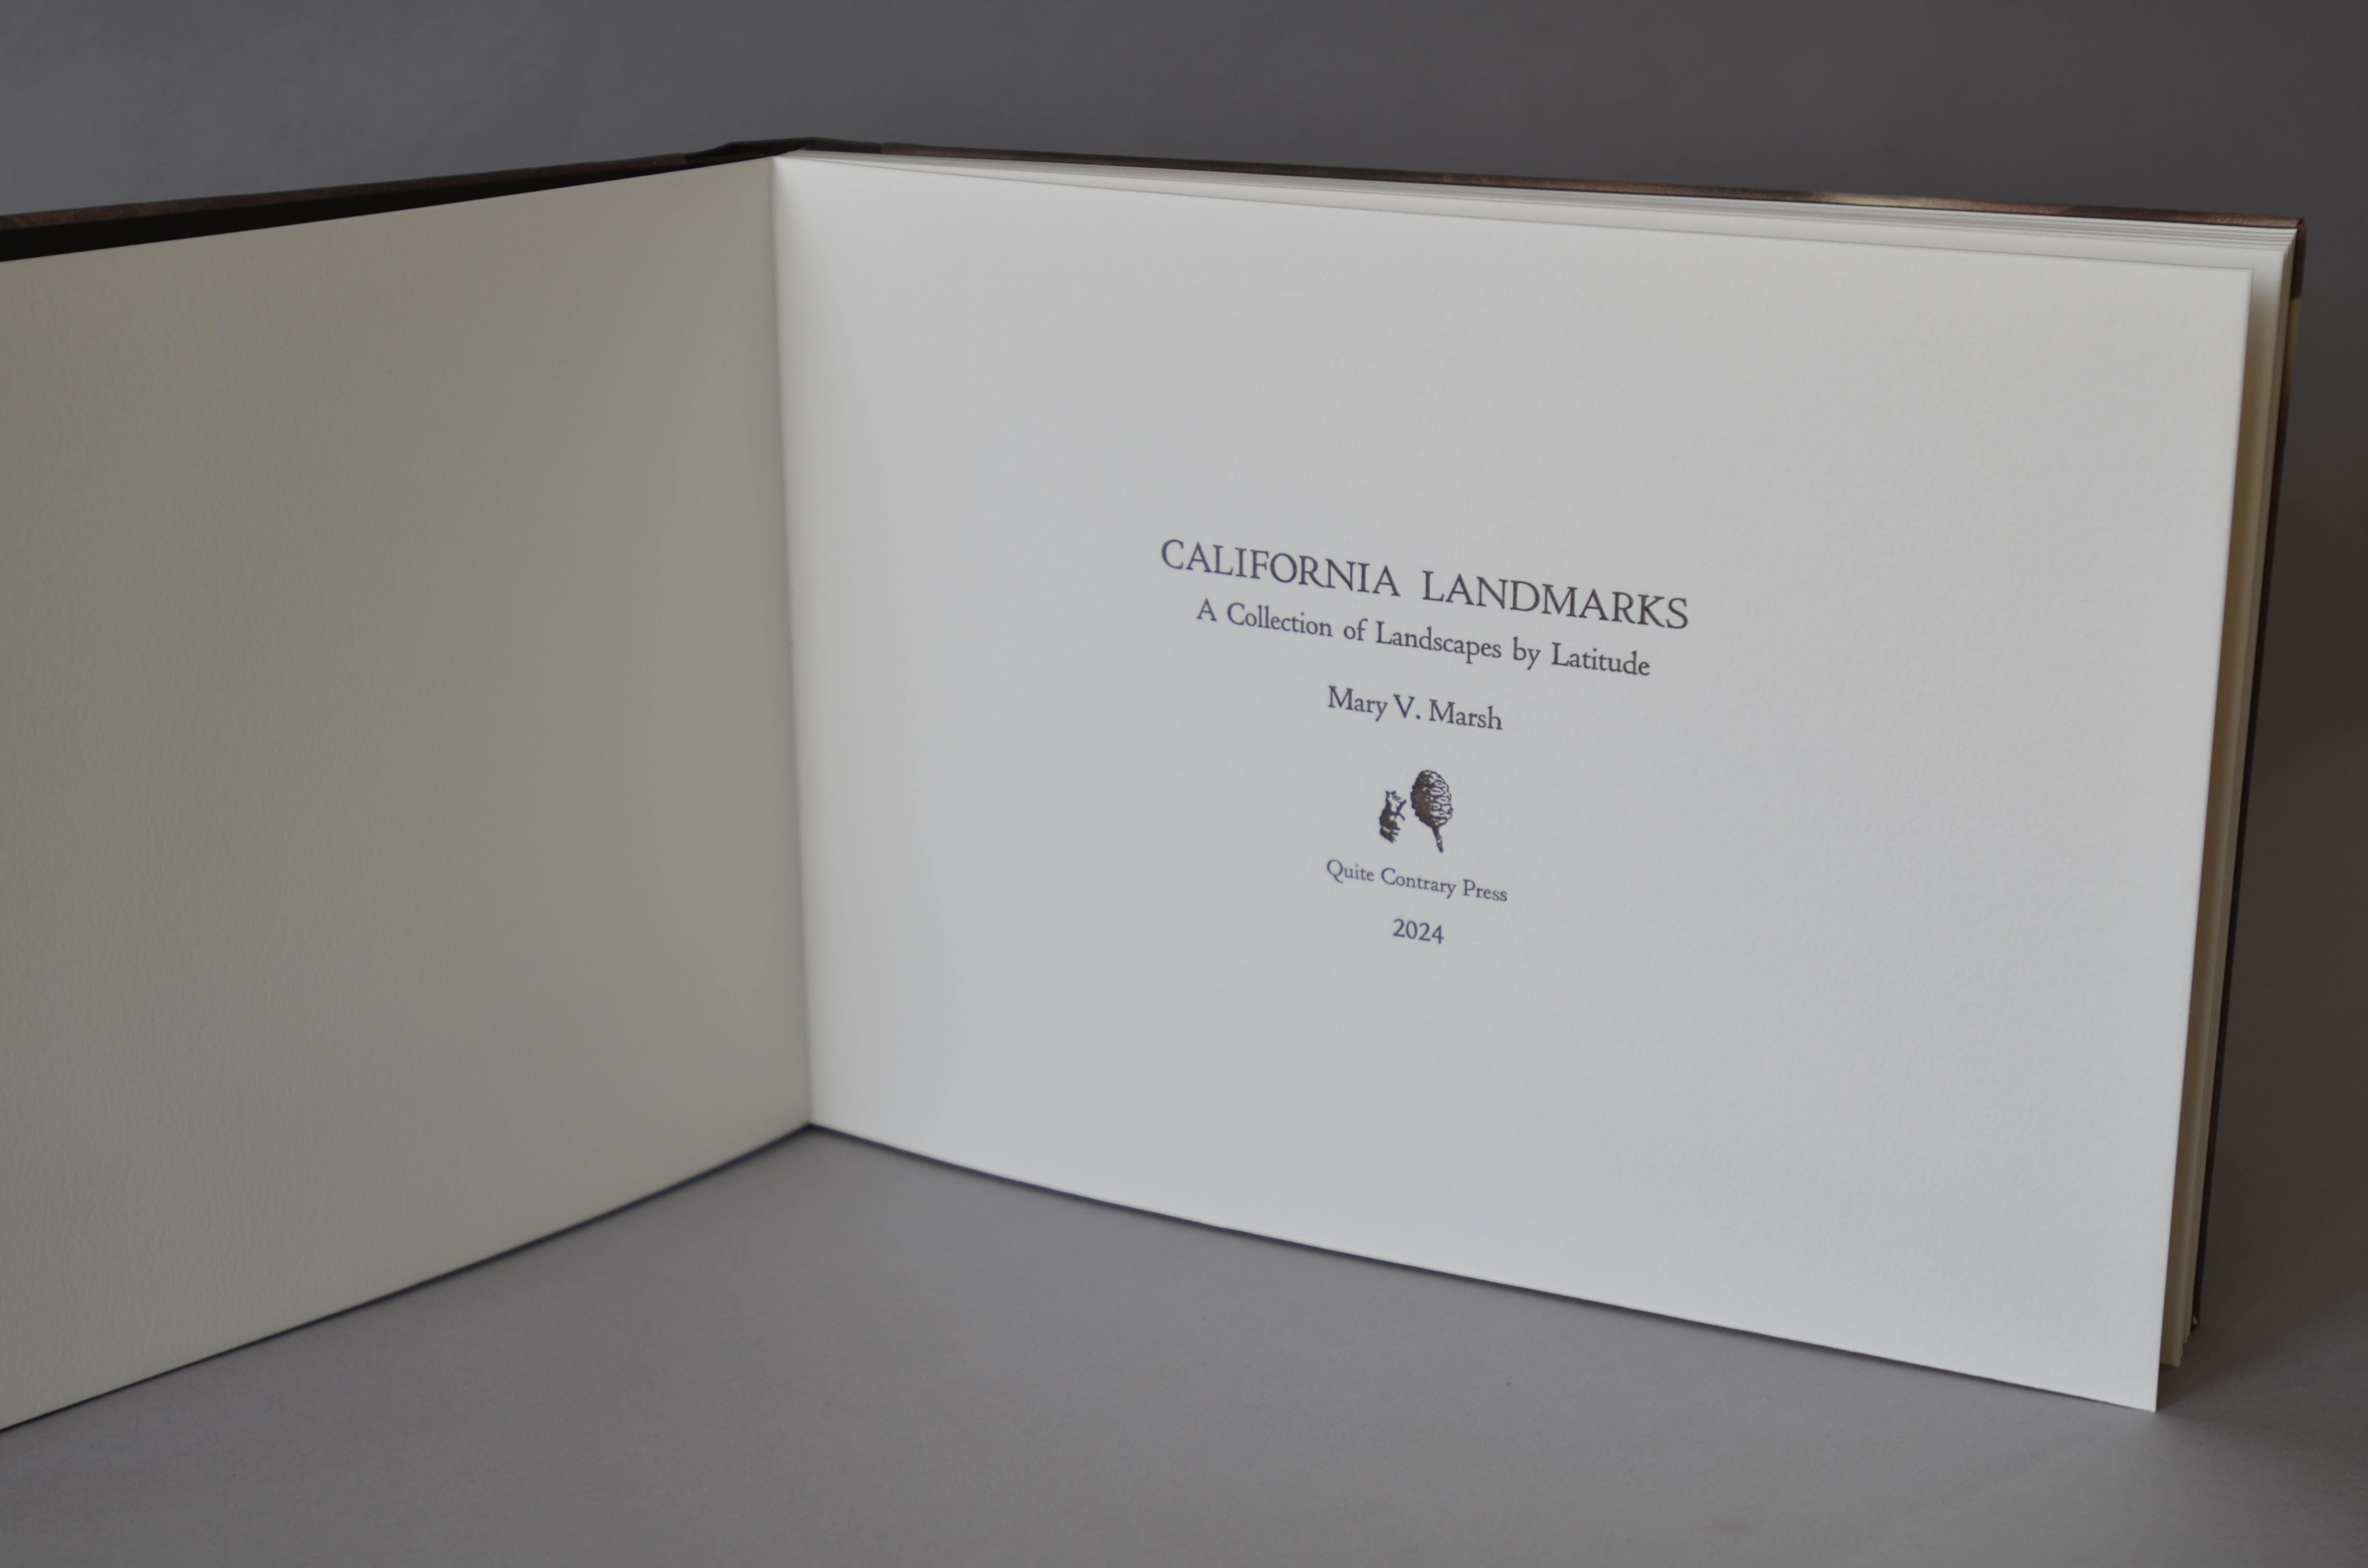 CALIFORNIA LANDMARKS
A Collection of Landscapes by Latitude
Mary V. Marsh
Quite Contrary Press
2024